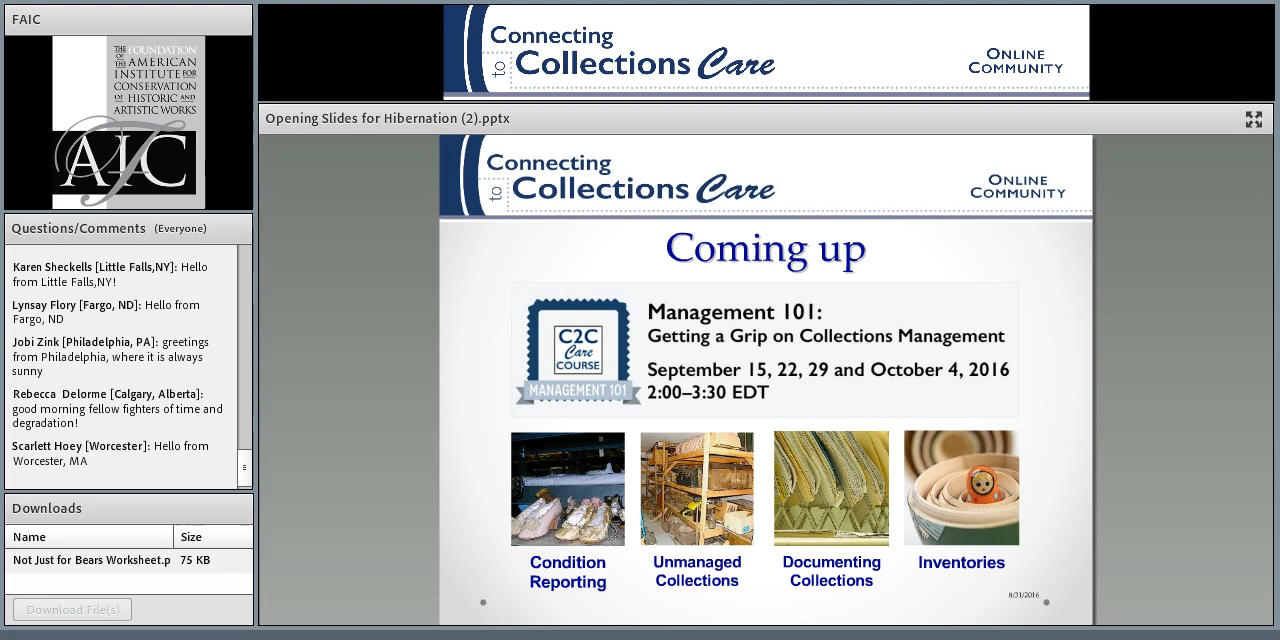 FAIC
THE FOUNDATION
OF THE AMERICAN
INSTITUTE FOR
CONSERVATION
OF HISTORIC AND
ARTISTIC WORKS
AIC
Questions/Comments (Everyone)
Karen Sheckells [Little Falls,NY]: Hello
from Little Falls,NY!
Lynsay Flory [Fargo, ND]: Hello from
Fargo, ND
Jobi Zink [Philadelphia, PA]: greetings
from Philadelphia, where it is always
sunny
Rebecca Delorme [Calgary, Alberta]:
good morning fellow fighters of time and
degradation!
Scarlett Hoey [Worcester]: Hello from
Worcester, MA
Downloads
Name Size
Not Just for Bears Worksheet.p 75 KB
Download File(s)
Connecting
to Collections Care
ONLINE
COMMUNITY
Opening Slides for Hibernation (2).pptx
Connecting
to Collections Care
ONLINE
COMMUNITY
Coming up
C2C
Care
COURSE
MANAGEMENT 101
Management 101:
Getting a Grip on Collections Management
September 15, 22, 29 and October 4, 2016
2:00–3:30 EDT
Condition
Reporting
Unmanaged
Collections
Documenting
Collections
Inventories
8/31/2016